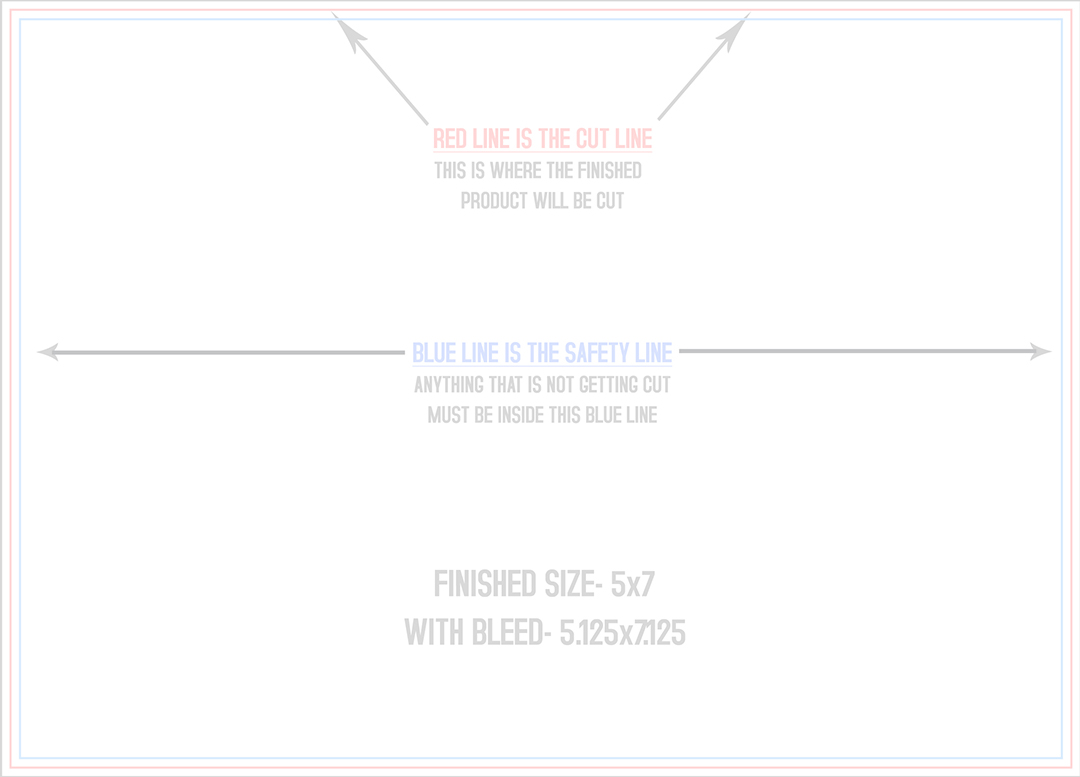 RED LINE IS THE CUT LINE
THIS IS WHERE THE FINISHED
PRODUCT WILL BE CUT
BLUE LINE IS THE SAFETY LINE
ANYTHING THAT IS NOT GETTING CUT
MUST BE INSIDE THIS BLUE LINE
FINISHED SIZE- 5x7
WITH BLEED- 5.125x7.125